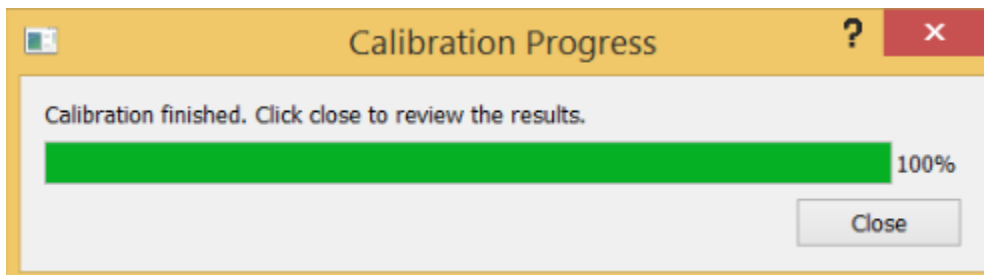 Calibration Progress
?
Calibration finished. Click close to review the results.
100%
Close